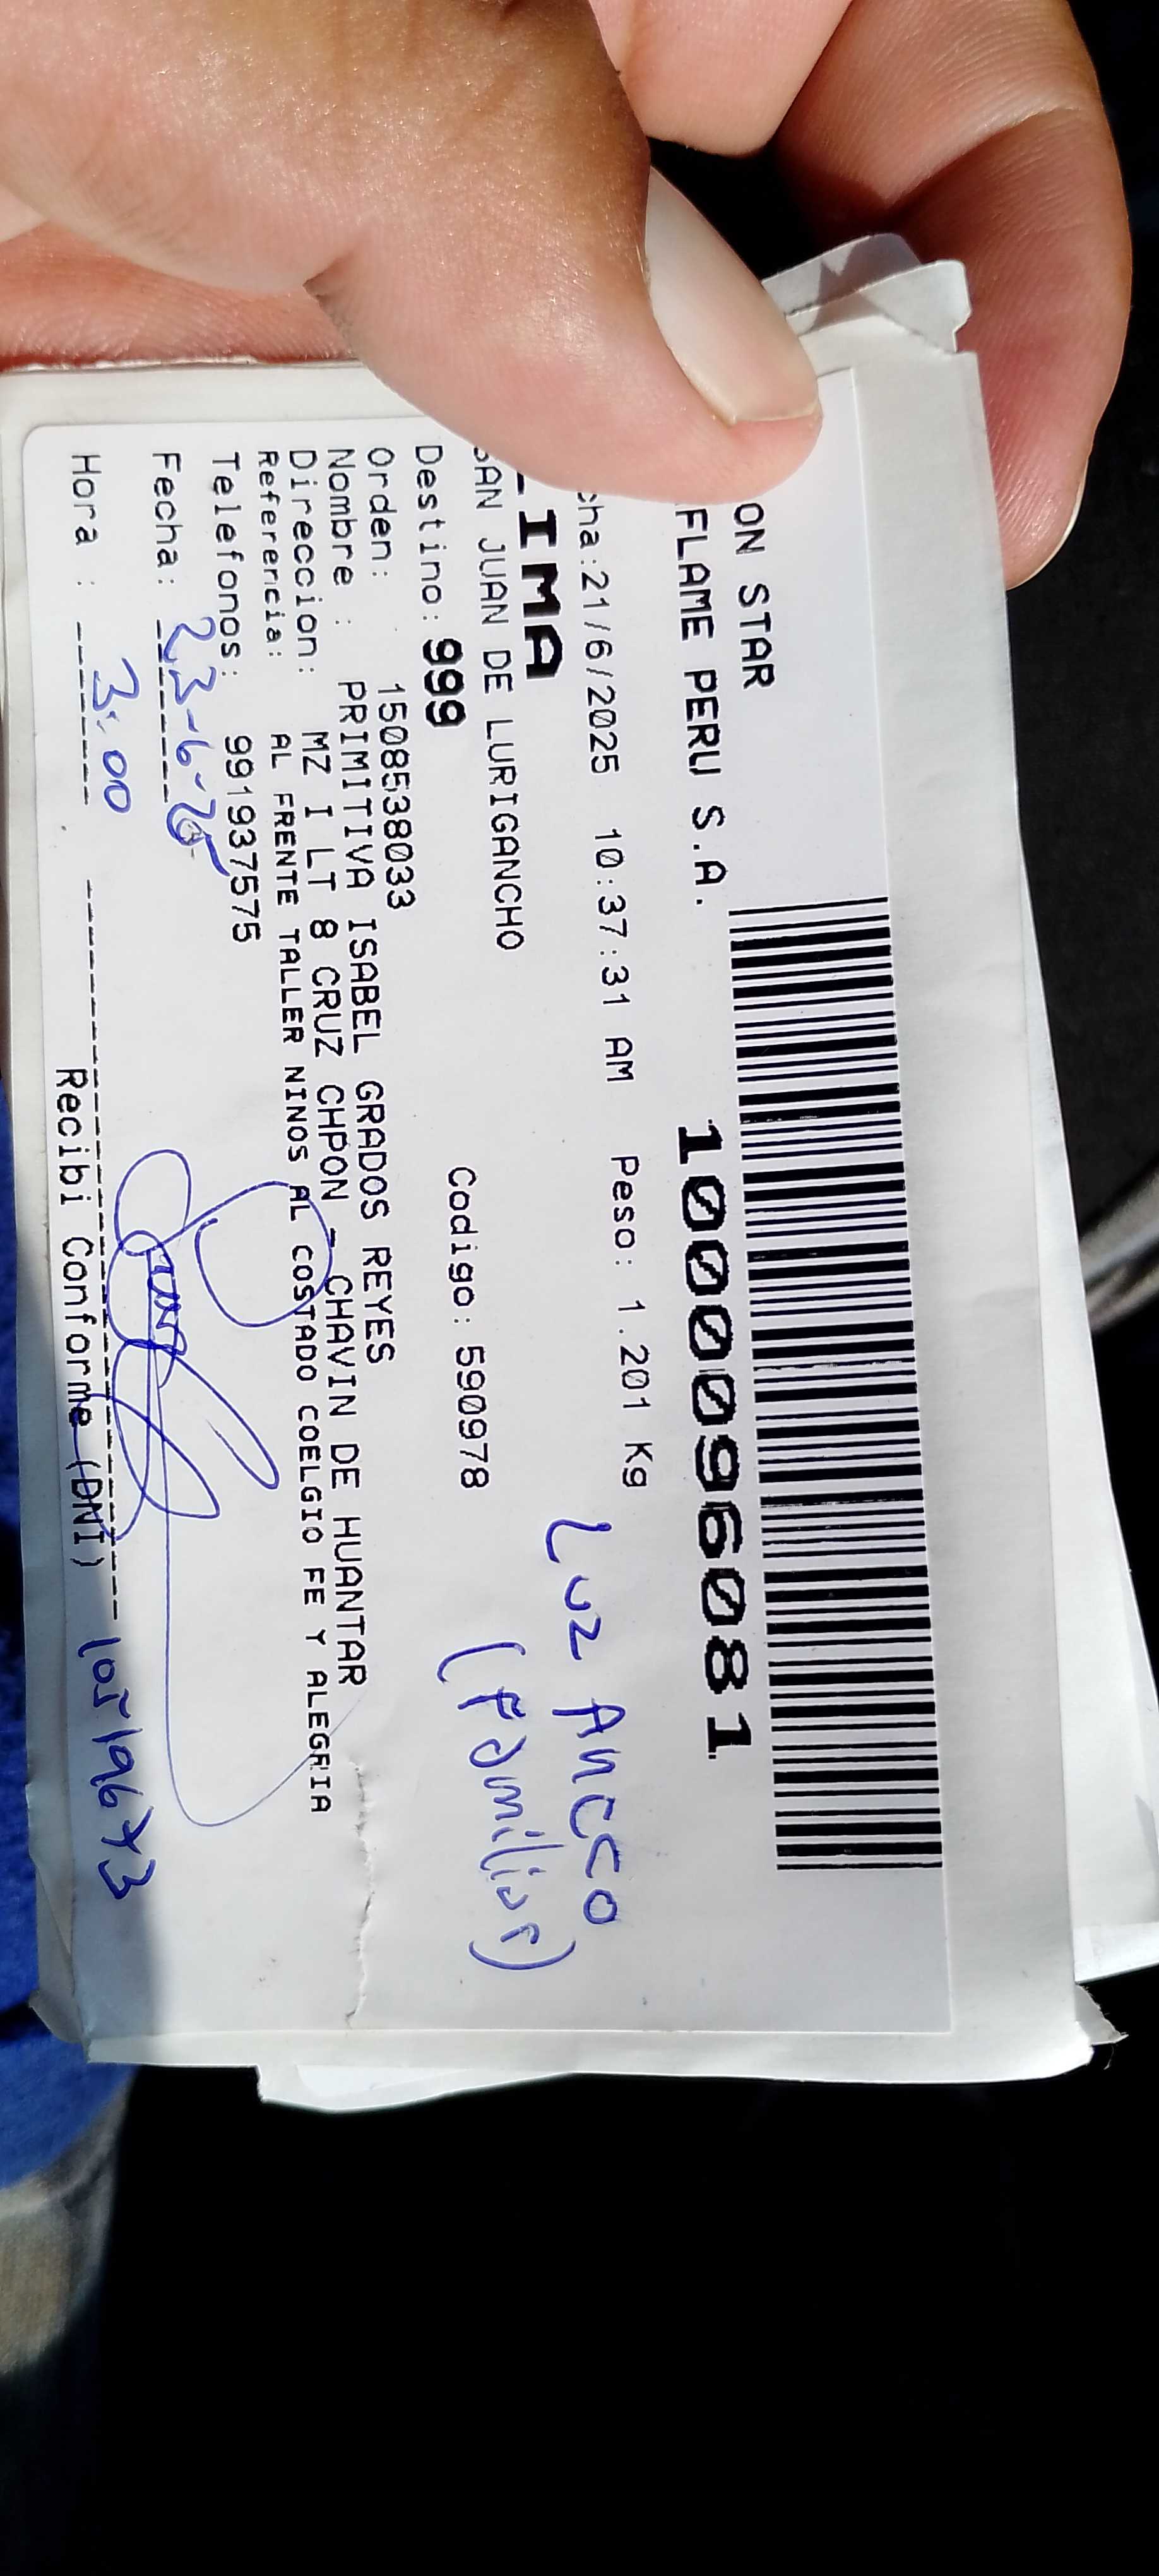 ON STAR
FLAME PERU S.A. 1000096081
cha:21/6/2025 10:37:31 AM Peso: 1.201 Kg
Luz Ancco
(Familiar)
IMA
SAN JUAN DE LURIGANCHO
Destino: 999 Codigo: 590978
Orden: 1508538033
Nombre : PRIMITIVA ISABEL GRADOS REYES
Direccion: MZ I LT 8 CRUZ CHPON - CHAVIN DE HUANTAR
Referencia: AL FRENTE TALLER NINOS AL COSTADO COELGIO FE Y ALEGRIA
Telefonos: 991937575
Fecha: 23-6-25
Hora : 3:00
Recibi Conforme (DNI)